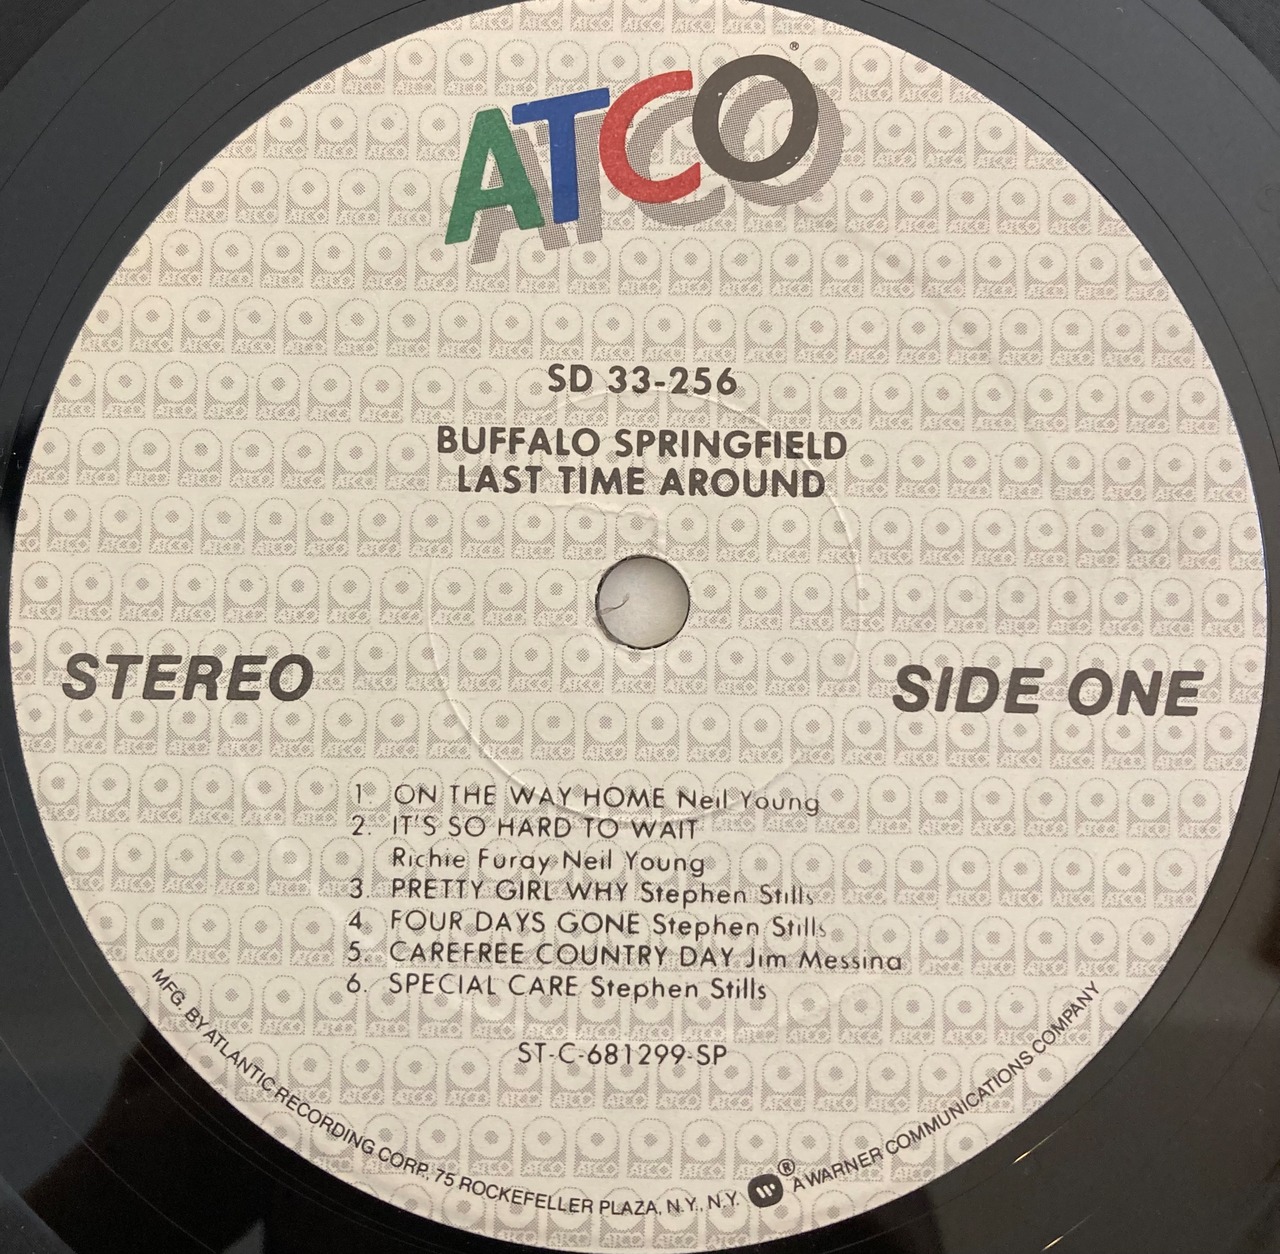 ATCO®
SD 33-256
BUFFALO SPRINGFIELD
LAST TIME AROUND
STEREO
SIDE ONE
1. ON THE WAY HOME Neil Young
2. IT'S SO HARD TO WAIT
Richie Furay-Neil Young
3. PRETTY GIRL WHY Stephen Stills
4. FOUR DAYS GONE Stephen Stills
5. CAREFREE COUNTRY DAY Jim Messina
6. SPECIAL CARE Stephen Stills
ST-C-681299-SP
MFG. BY ATLANTIC RECORDING CORP., 75 ROCKEFELLER PLAZA, N.Y., N.Y. ® A WARNER COMMUNICATIONS COMPANY